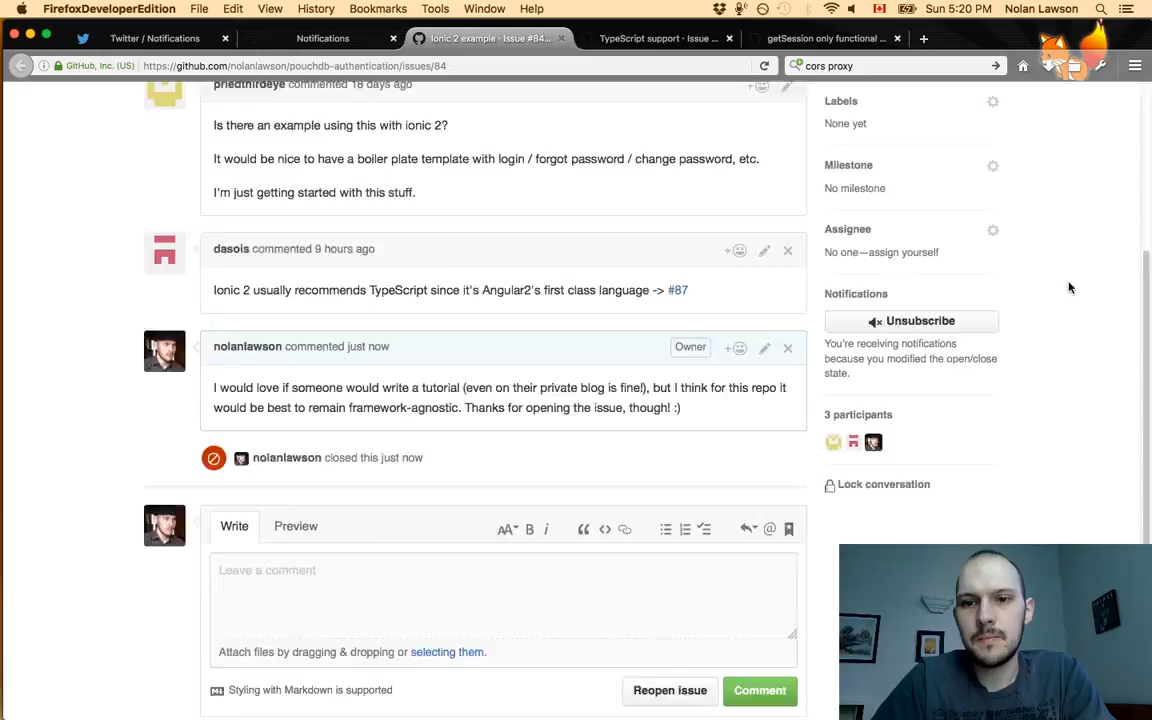 FirefoxDeveloperEdition File Edit View History Bookmarks Tools Window Help Sun 5:20 PM Nolan Lawson
Twitter / Notifications × Notifications × Ionic 2 example · Issue #84... × TypeScript support · Issue ... × getSession only functional ... × +
GitHub, Inc. (US) https://github.com/nolanlawson/pouchdb-authentication/issues/84 cors proxy
priedthirdeye commented 18 days ago
Is there an example using this with ionic 2?
It would be nice to have a boiler plate template with login / forgot password / change password, etc.
I'm just getting started with this stuff.
dasois commented 9 hours ago
Ionic 2 usually recommends TypeScript since it's Angular2's first class language -> #87
nolanlawson commented just now Owner
I would love if someone would write a tutorial (even on their private blog is fine!), but I think for this repo it
would be best to remain framework-agnostic. Thanks for opening the issue, though! :)
nolanlawson closed this just now
Write Preview AA B i “ <> @
Leave a comment
Attach files by dragging & dropping or selecting them.
Styling with Markdown is supported Reopen issue Comment
Labels
None yet
Milestone
No milestone
Assignee
No one—assign yourself
Notifications
Unsubscribe
You're receiving notifications
because you modified the open/close
state.
3 participants
Lock conversation